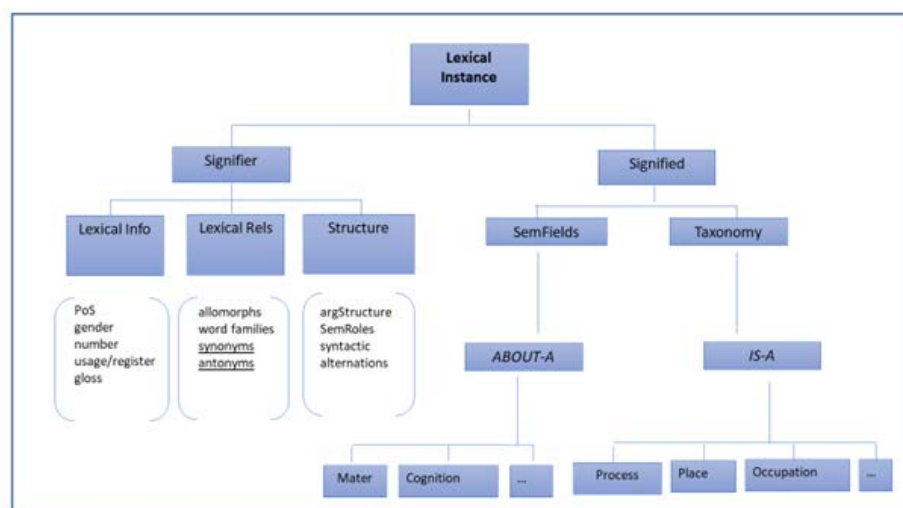 Lexical
Instance
Signifier
Signified
Lexical Info
Lexical Rels
Structure
SemFields
Taxonomy
PoS
gender
number
usage/register
gloss
allomorphs
word families
synonyms
antonyms
argStructure
SemRoles
syntactic
alternations
ABOUT-A
IS-A
Mater
Cognition
...
Process
Place
Occupation
...